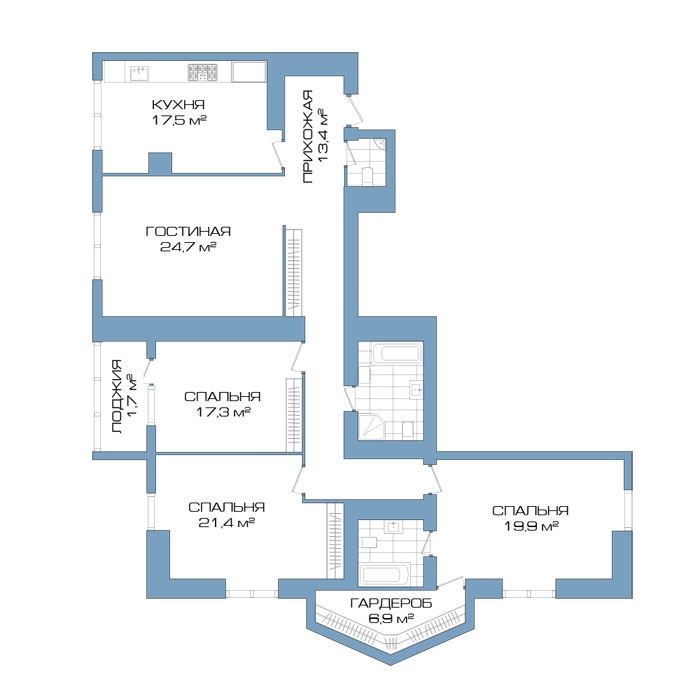 КУХНЯ
17,5 м²
ПРИХОЖАЯ
13,4 м²
ГОСТИНАЯ
24,7 м²
ЛОДЖИЯ
1,7 м²
СПАЛЬНЯ
17,3 м²
СПАЛЬНЯ
21,4 м²
СПАЛЬНЯ
19,9 м²
ГАРДЕРОБ
6,9 м²